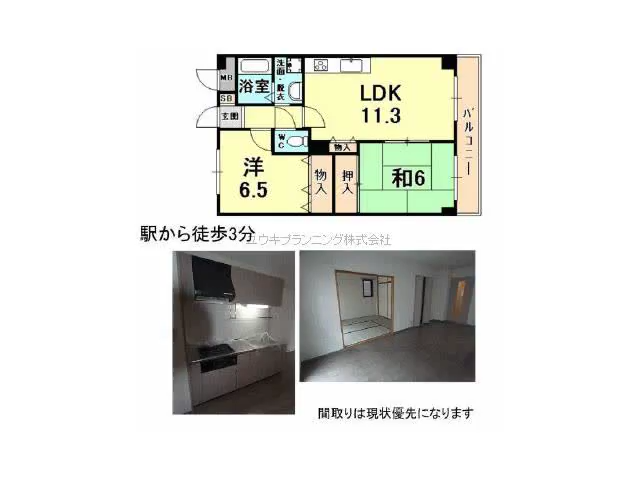 MB
浴室
洗面・脱衣
LDK
11.3
SB
玄関
WC
物入
バルコニー
洋
6.5
物入
押入
和6
駅から徒歩3分
ユウキプランニング株式会社
間取りは現状優先になります